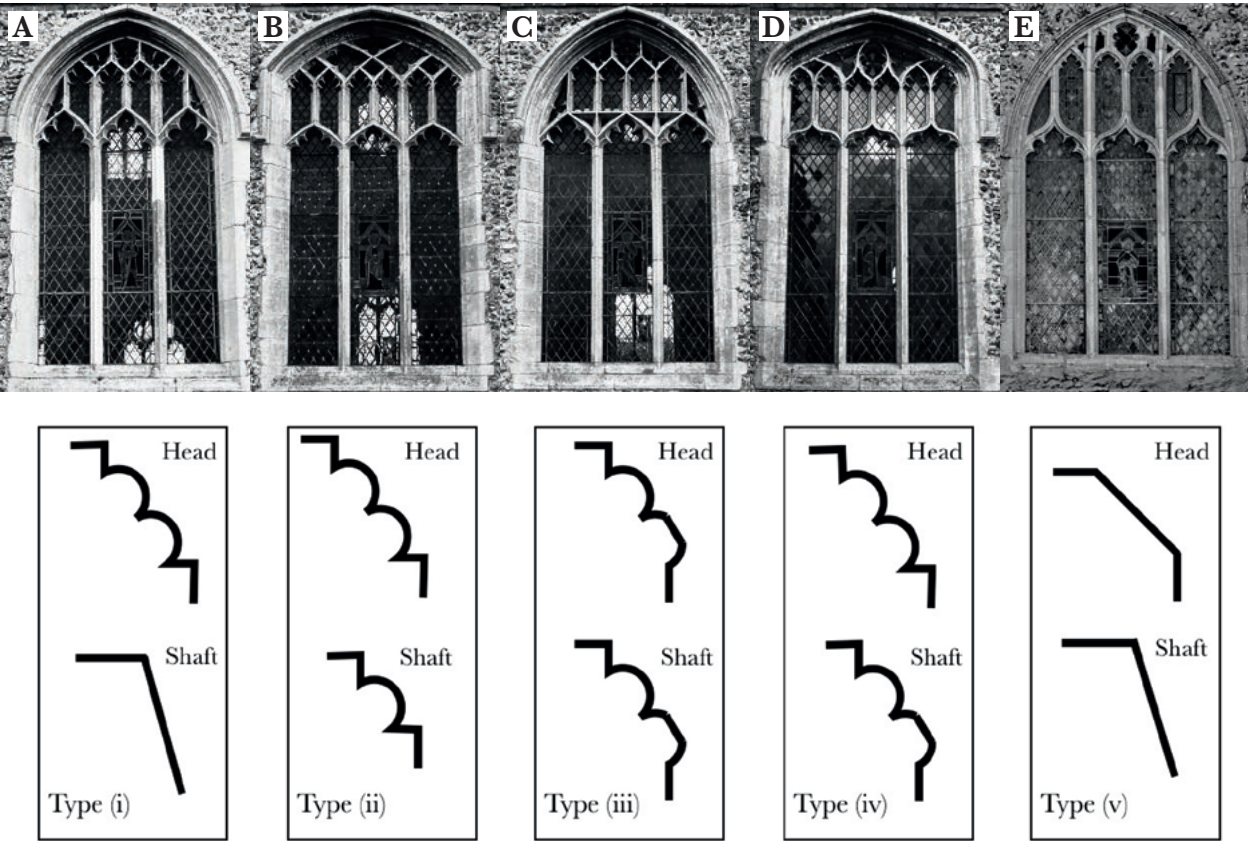 A B C D E
Head Head Head Head Head
Shaft Shaft Shaft Shaft Shaft
Type (i) Type (ii) Type (iii) Type (iv) Type (v)